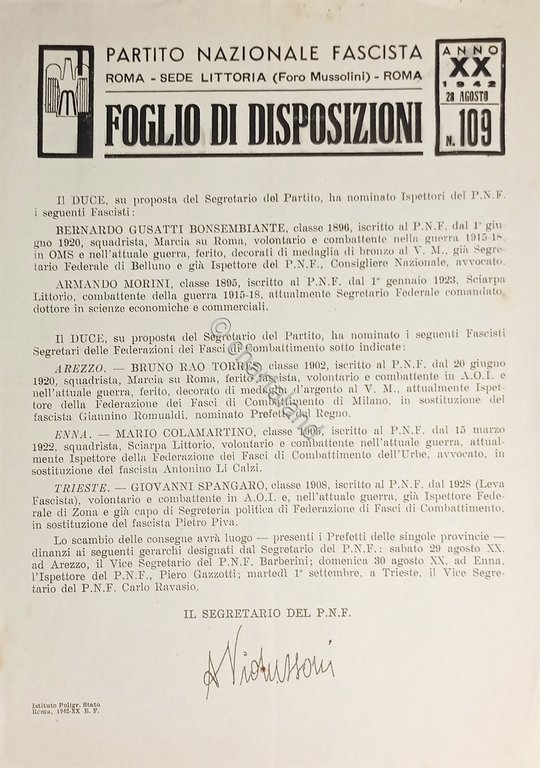 PARTITO NAZIONALE FASCISTA
ROMA - SEDE LITTORIA (Foro Mussolini) - ROMA
FOGLIO DI DISPOSIZIONI
ANNO
XX
1942
28 AGOSTO
N. 109
Il DUCE, su proposta del Segretario del Partito, ha nominato Ispettori del P.N.F.
i seguenti Fascisti:
BERNARDO GUSATTI BONSEMBIANTE, classe 1896, iscritto al P.N.F. dal 1° giu-
gno 1920, squadrista, Marcia su Roma, volontario e combattente nella guerra 1915-18,
in OMS e nell'attuale guerra, ferito, decorati di medaglia di bronzo al V. M., già Segre-
tario Federale di Belluno e già Ispettore del P.N.F., Consigliere Nazionale, avvocato.
ARMANDO MORINI, classe 1895, iscritto al P.N.F. dal 1° gennaio 1923, Sciarpa
Littorio, combattente della guerra 1915-18, attualmente Segretario Federale comandato,
dottore in scienze economiche e commerciali.
Il DUCE, su proposta del Segretario del Partito, ha nominato i seguenti Fascisti
Segretari delle Federazioni dei Fasci di Combattimento sotto indicate:
AREZZO. — BRUNO RAO TORRES, classe 1902, iscritto al P.N.F. dal 20 giugno
1920, squadrista, Marcia su Roma, ferito fascista, volontario e combattente in A.O.I. e
nell'attuale guerra, ferito, decorato di medaglia d'argento al V. M., attualmente Ispet-
tore della Federazione dei Fasci di Combattimento di Milano, in sostituzione del
fascista Giannino Romualdi, nominato Prefetto del Regno.
ENNA. — MARIO COLAMARTINO, classe 1906, iscritto al P.N.F. dal 15 marzo
1922, squadrista, Sciarpa Littorio, volontario e combattente nell'attuale guerra, attual-
mente Ispettore della Federazione dei Fasci di Combattimento dell'Urbe, avvocato, in
sostituzione del fascista Antonino Li Calzi.
TRIESTE. — GIOVANNI SPANGARO, classe 1908, iscritto al P.N.F. dal 1928 (Leva
Fascista), volontario e combattente in A.O.I. e, nell'attuale guerra, già Ispettore Fede-
rale di Zona e già capo di Segreteria politica di Federazione di Fasci di Combattimento,
in sostituzione del fascista Pietro Piva.
Lo scambio delle consegne avrà luogo — presenti i Prefetti delle singole provincie —
dinanzi ai seguenti gerarchi designati dal Segretario del P.N.F.: sabato 29 agosto XX.
ad Arezzo, il Vice Segretario del P.N.F. Barberini; domenica 30 agosto XX, ad Enna,
l'Ispettore del P.N.F., Piero Gazzotti; martedì 1° settembre, a Trieste, il Vice Segre-
tario del P.N.F. Carlo Ravasio.
IL SEGRETARIO DEL P.N.F.
A Vidussoni
Istituto Poligr. Stato
Roma. 1942-XX E. F.